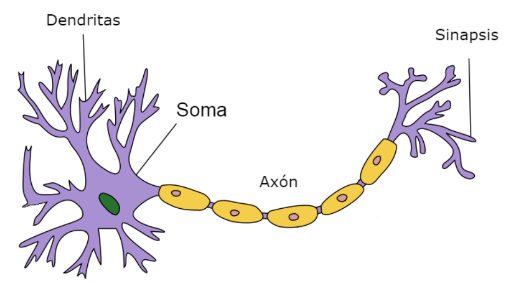 Dendritas
Sinapsis
Soma
Axón